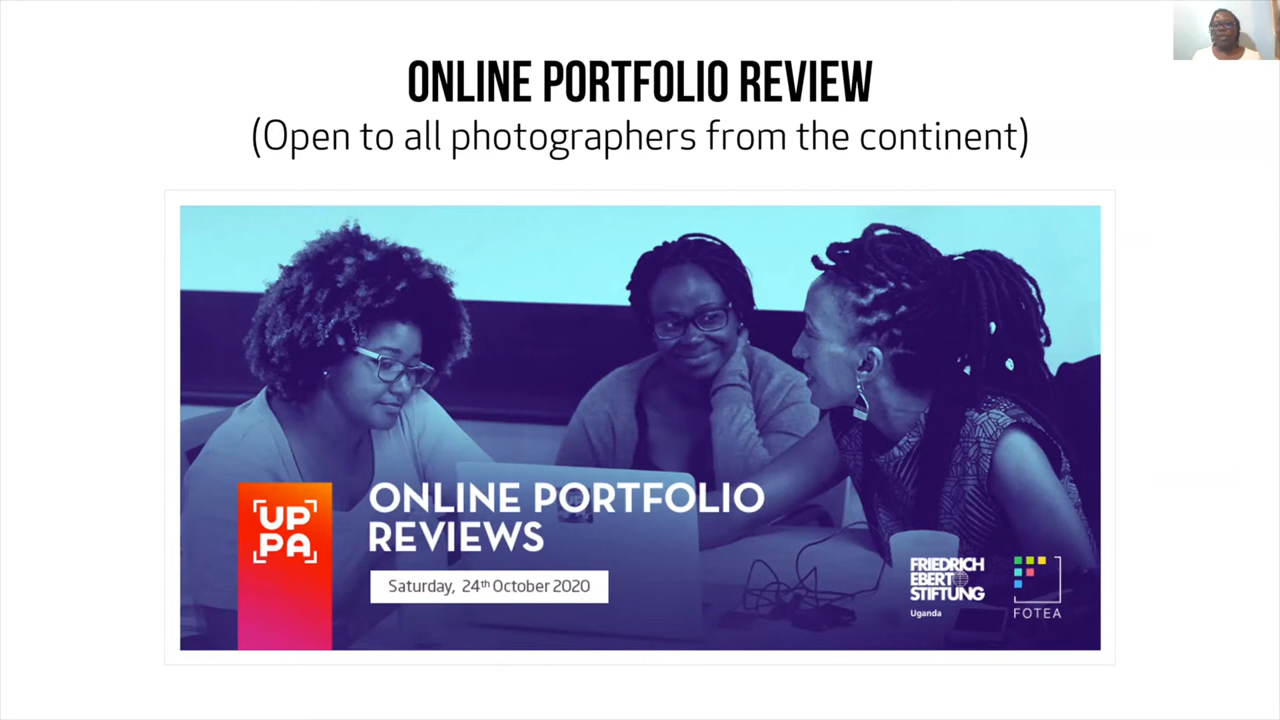 ONLINE PORTFOLIO REVIEW
(Open to all photographers from the continent)
UP
PA
ONLINE PORTFOLIO
REVIEWS
Saturday, 24th October 2020
FRIEDRICH
EBERT
STIFTUNG
Uganda
FOTEA